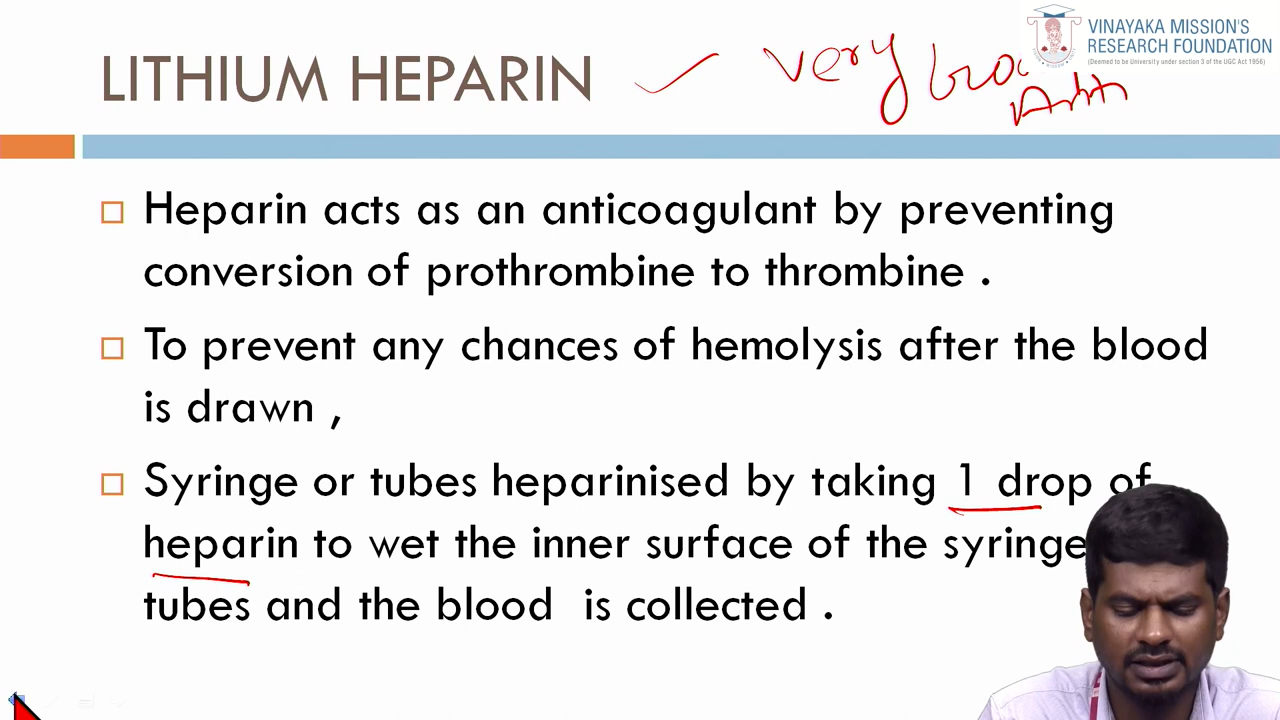 VINAYAKA MISSION'S
RESEARCH FOUNDATION
(Deemed to be University under section 3 of the UGC Act 1956)
LITHIUM HEPARIN
very
Heparin acts as an anticoagulant by preventing
conversion of prothrombine to thrombine .
To prevent any chances of hemolysis after the blood
is drawn ,
Syringe or tubes heparinised by taking 1 drop of
heparin to wet the inner surface of the syringe
tubes and the blood is collected .